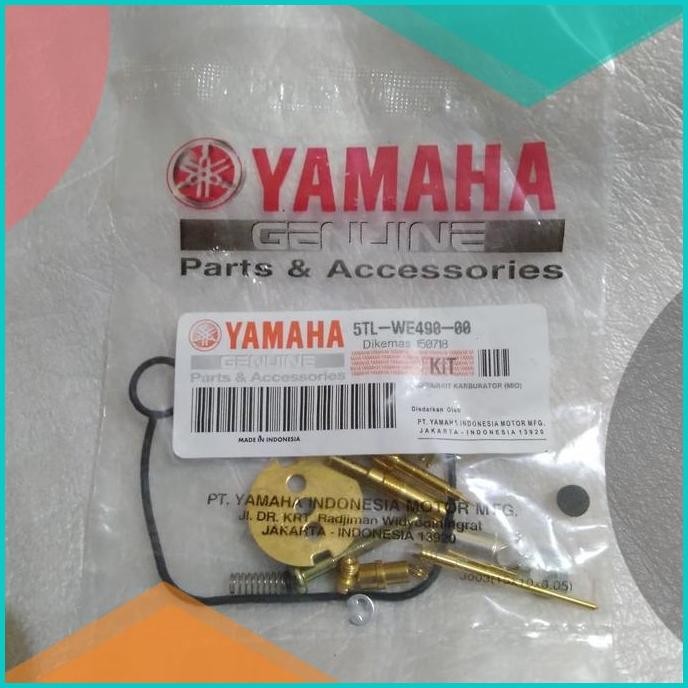 YAMAHA
GENUINE
Parts & Accessories
YAMAHA
GENUINE
Parts & Accessories
MADE IN INDONESIA
5TL-WE490-00
Dikemas 150718
KIT
KARBURATOR (MIO)
Diedarkan Oleh
PT. YAMAHA INDONESIA MOTOR MFG.
JAKARTA - INDONESIA 13920
PT. YAMAHA INDONESIA MOTOR MFG.
Jl. DR. KRT. Radjiman
JAKARTA - INDONESIA 13920